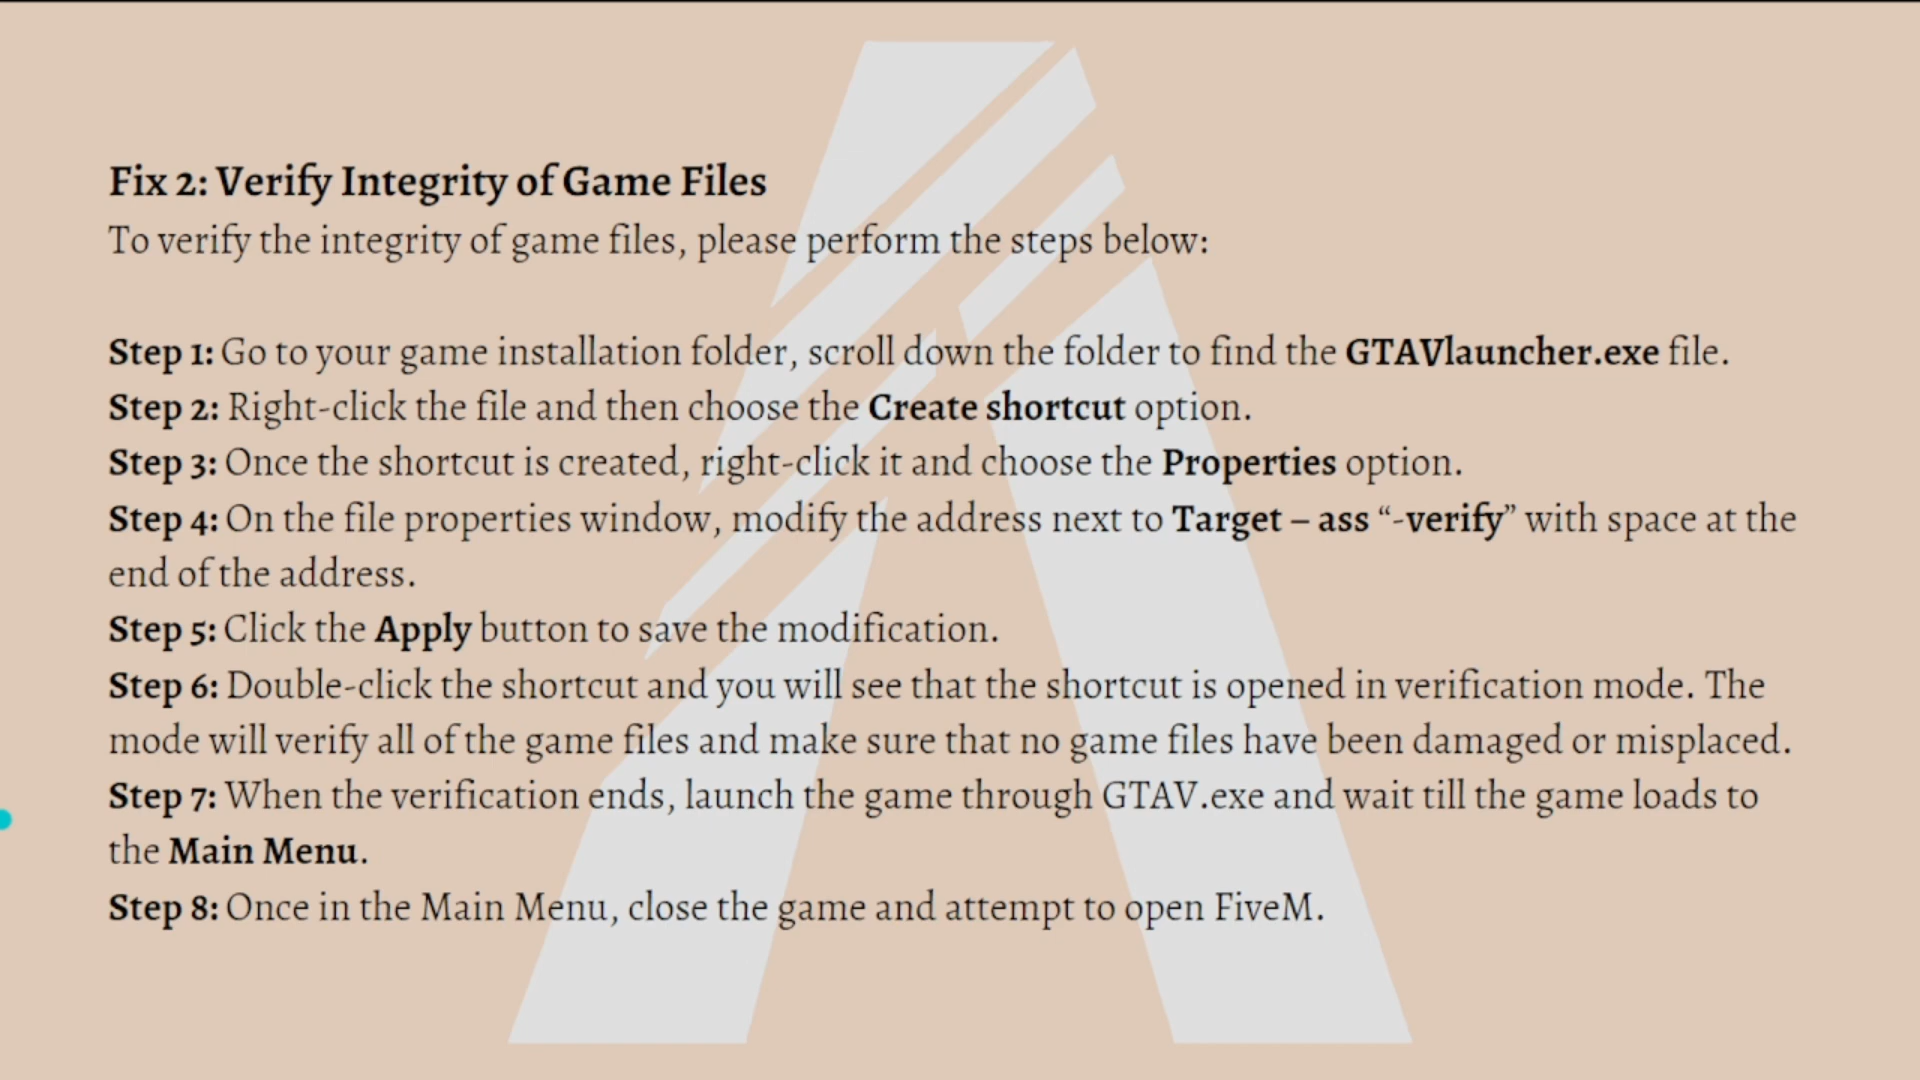 Fix 2: Verify Integrity of Game Files
To verify the integrity of game files, please perform the steps below:
Step 1: Go to your game installation folder, scroll down the folder to find the GTAVlauncher.exe file.
Step 2: Right-click the file and then choose the Create shortcut option.
Step 3: Once the shortcut is created, right-click it and choose the Properties option.
Step 4: On the file properties window, modify the address next to Target – ass “-verify” with space at the
end of the address.
Step 5: Click the Apply button to save the modification.
Step 6: Double-click the shortcut and you will see that the shortcut is opened in verification mode. The
mode will verify all of the game files and make sure that no game files have been damaged or misplaced.
Step 7: When the verification ends, launch the game through GTAV.exe and wait till the game loads to
the Main Menu.
Step 8: Once in the Main Menu, close the game and attempt to open FiveM.